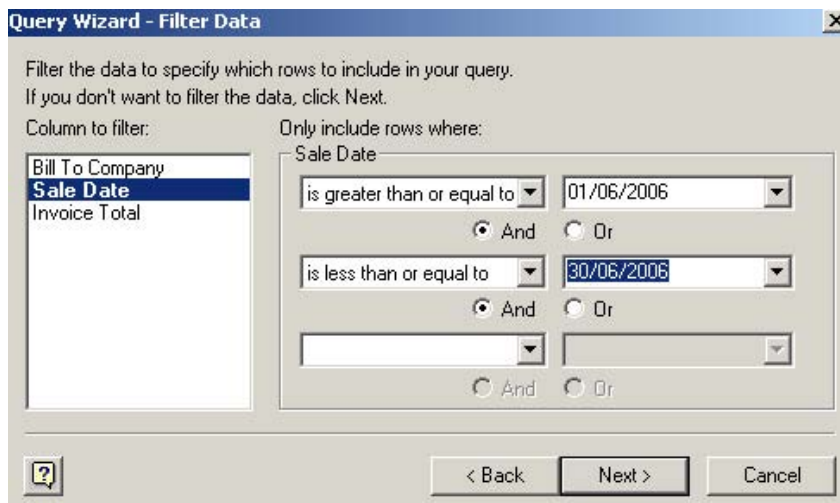 Query Wizard - Filter Data
Filter the data to specify which rows to include in your query.
If you don't want to filter the data, click Next.
Column to filter:
Only include rows where:
Bill To Company
Sale Date
Invoice Total
Sale Date
is greater than or equal to 01/06/2006
And Or
is less than or equal to 30/06/2006
And Or
And Or
? < Back Next > Cancel